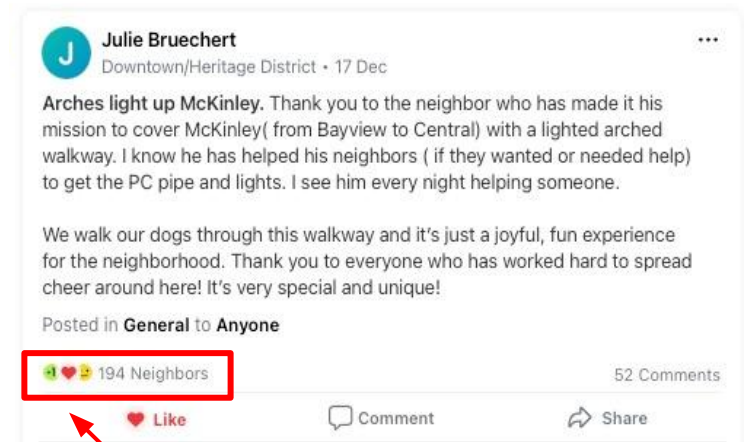 J
Julie Bruechert
Downtown/Heritage District • 17 Dec
Arches light up McKinley. Thank you to the neighbor who has made it his
mission to cover McKinley( from Bayview to Central) with a lighted arched
walkway. I know he has helped his neighbors ( if they wanted or needed help)
to get the PC pipe and lights. I see him every night helping someone.
We walk our dogs through this walkway and it's just a joyful, fun experience
for the neighborhood. Thank you to everyone who has worked hard to spread
cheer around here! It's very special and unique!
Posted in General to Anyone
+1 194 Neighbors
52 Comments
Like
Comment
Share